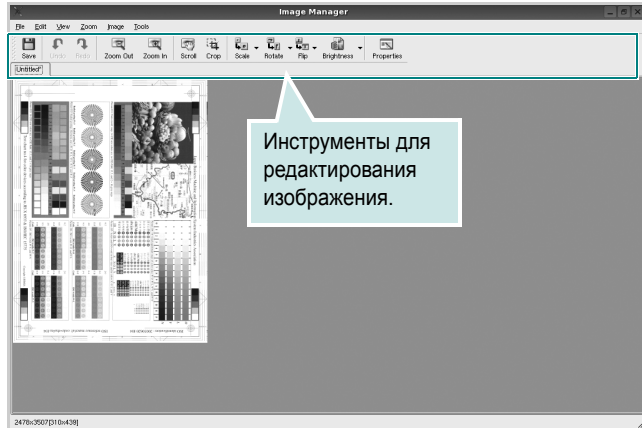 Image Manager
File Edit View Zoom Image Tools
Save Undo Redo Zoom Out Zoom In Scroll Crop Scale Rotate Flip Brightness Properties
Untitled*
Инструменты для
редактирования
изображения.
2478x3507[310x439]